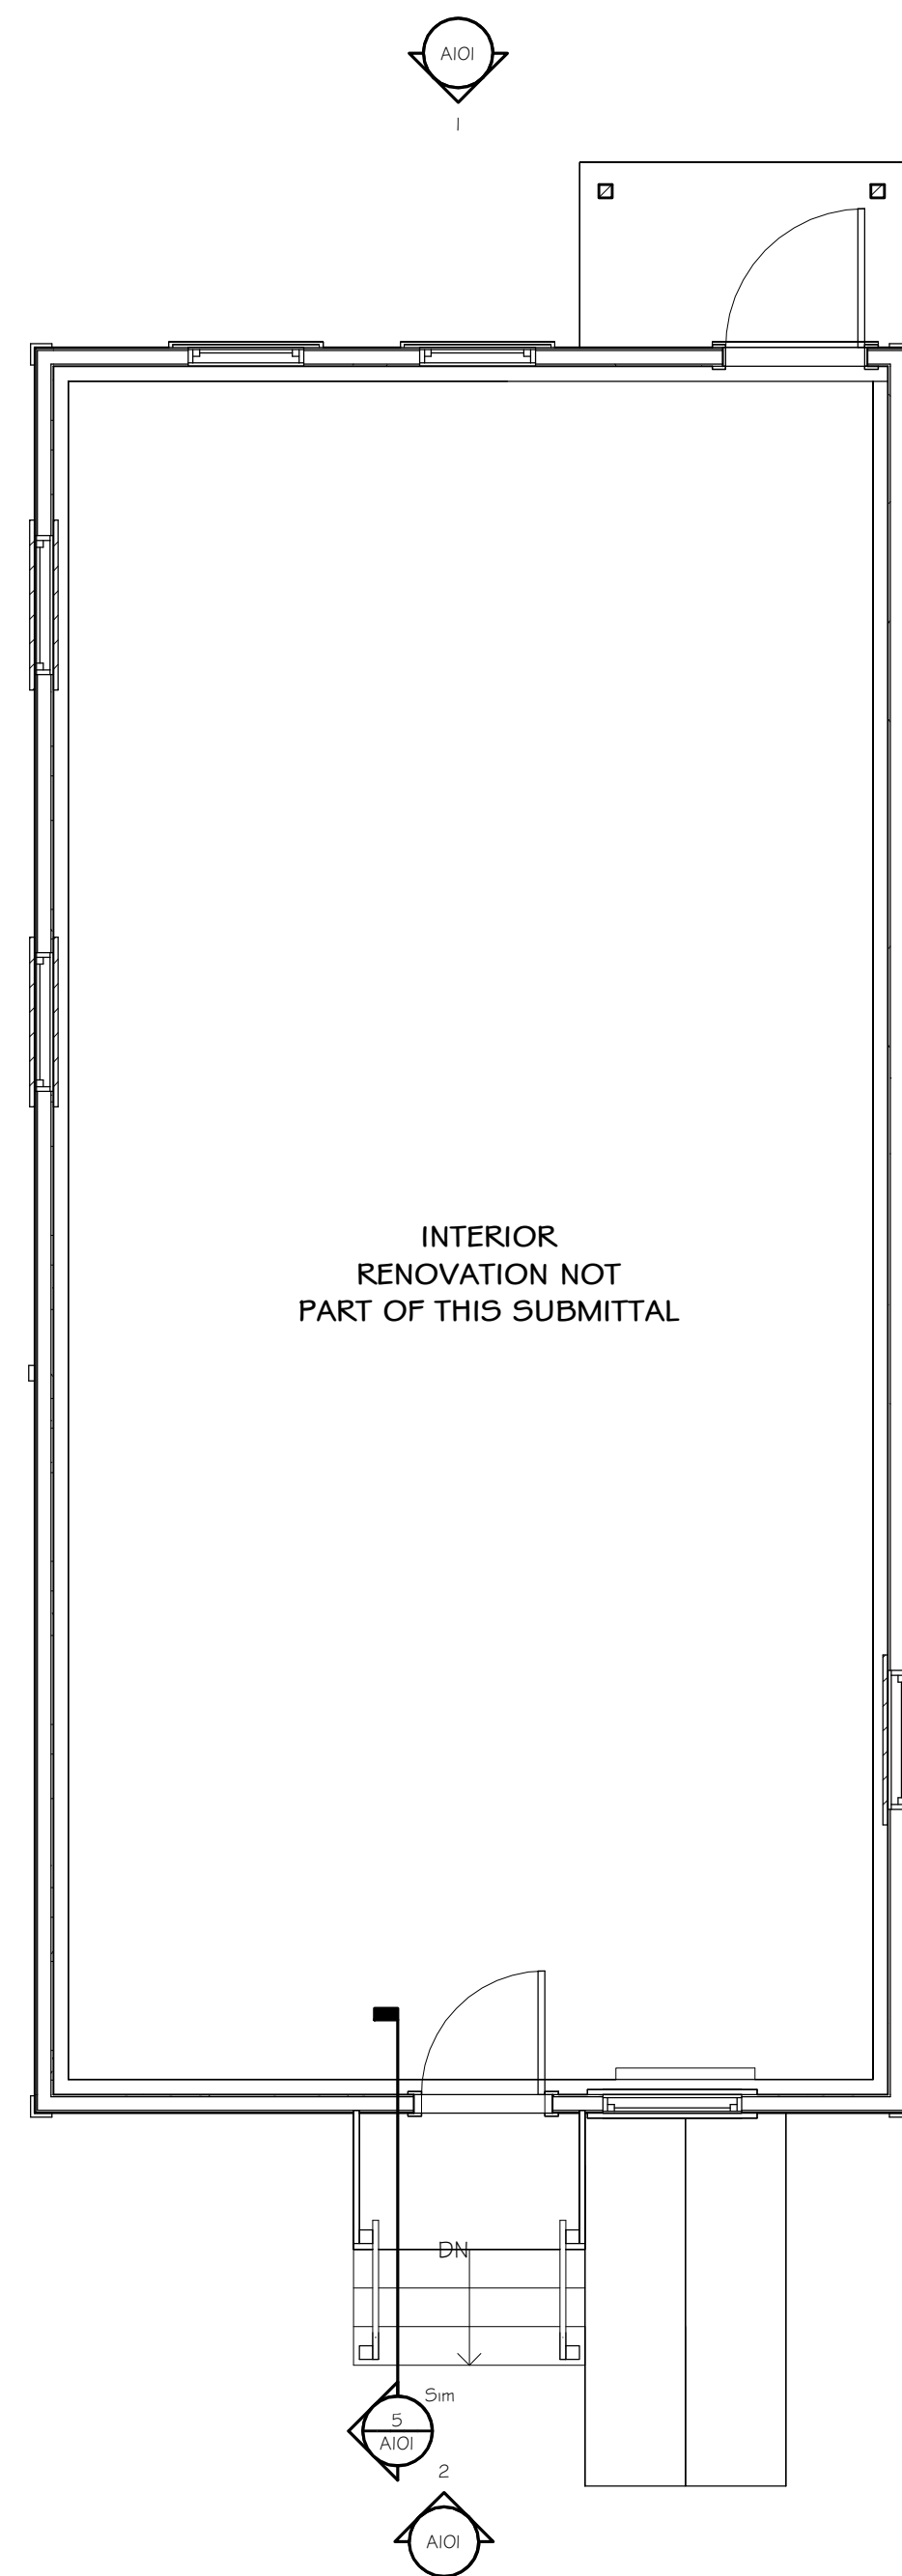 A101
1
INTERIOR
RENOVATION NOT
PART OF THIS SUBMITTAL
DN
Sim
5
A101
2
A101